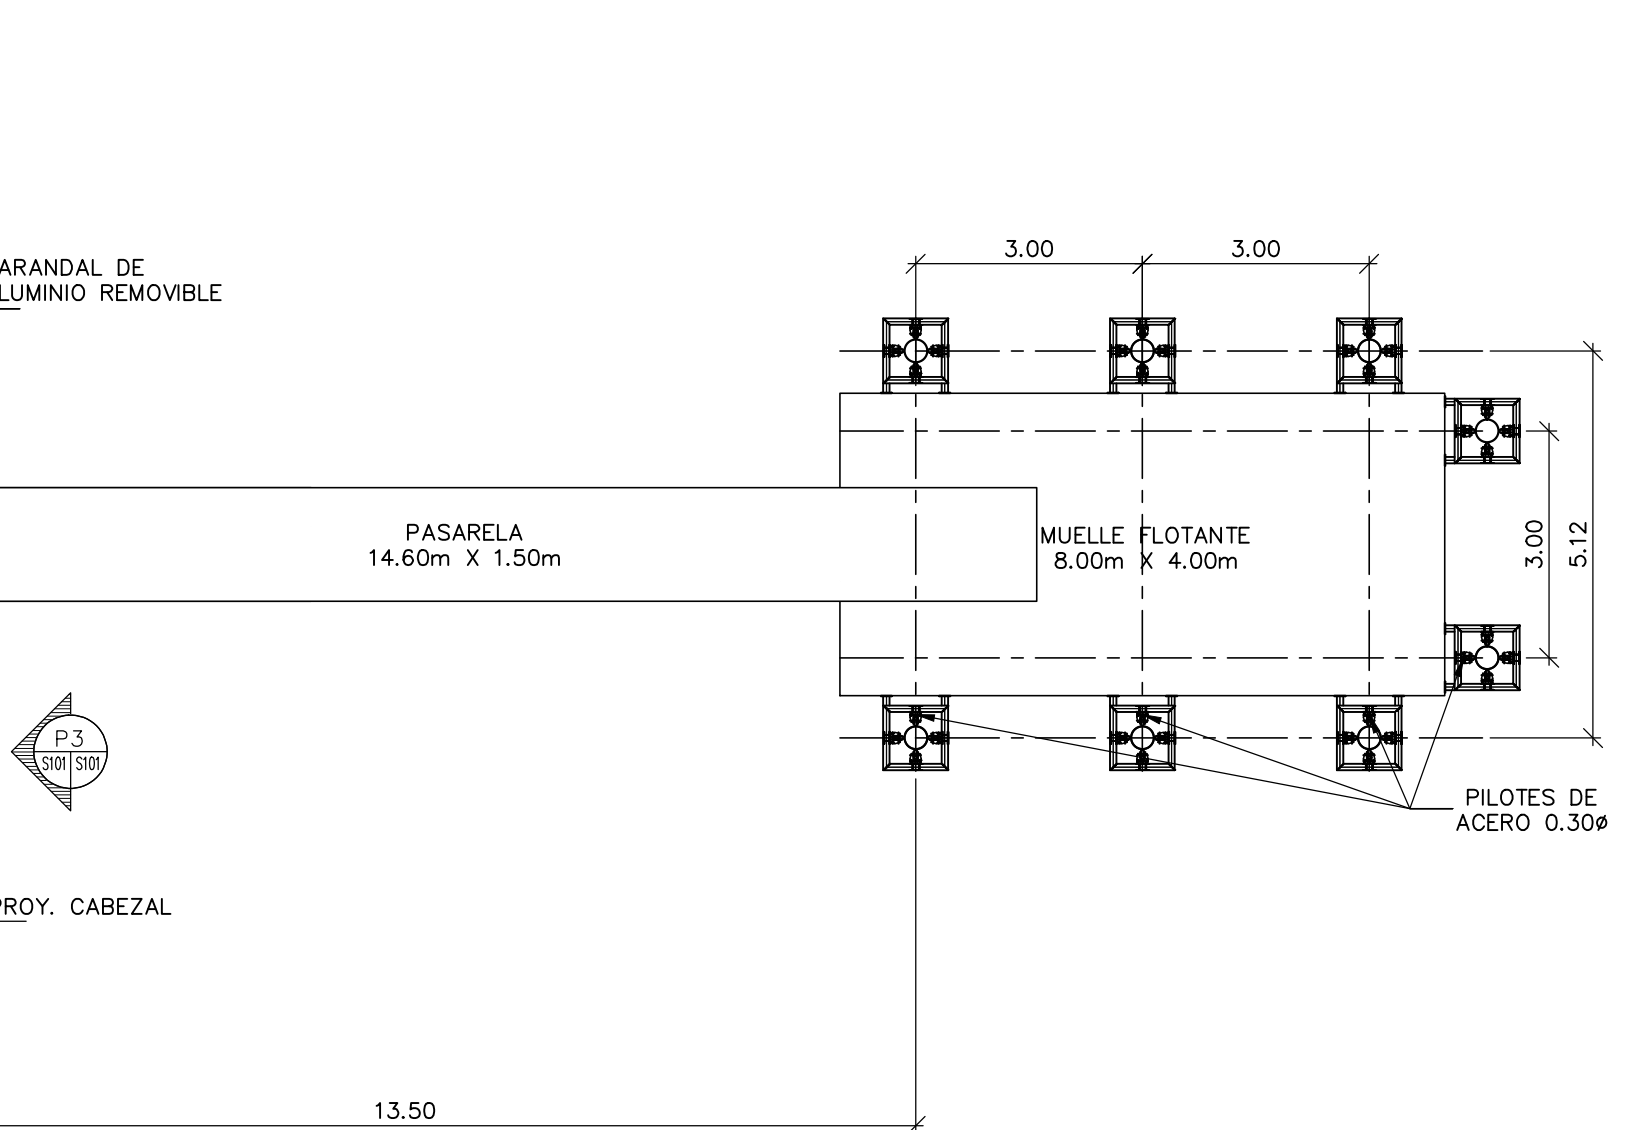 3.00
3.00
ARANDAL DE
LUMINIO REMOVIBLE
PASARELA
14.60m X 1.50m
MUELLE FLOTANTE
8.00m X 4.00m
3.00
5.12
P3
S101
S101
PILOTES DE
ACERO 0.30ø
PROY. CABEZAL
13.50